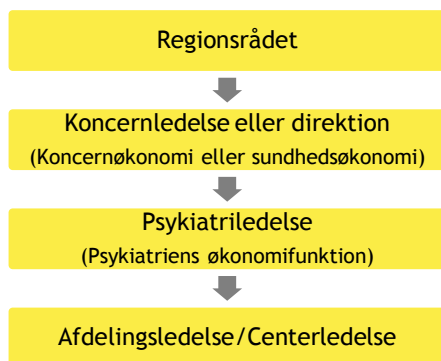 Regionsrådet
Koncernledelse eller direktion
(Koncernøkonomi eller sundhedsøkonomi)
Psykiatriledelse
(Psykiatriens økonomifunktion)
Afdelingsledelse/Centerledelse